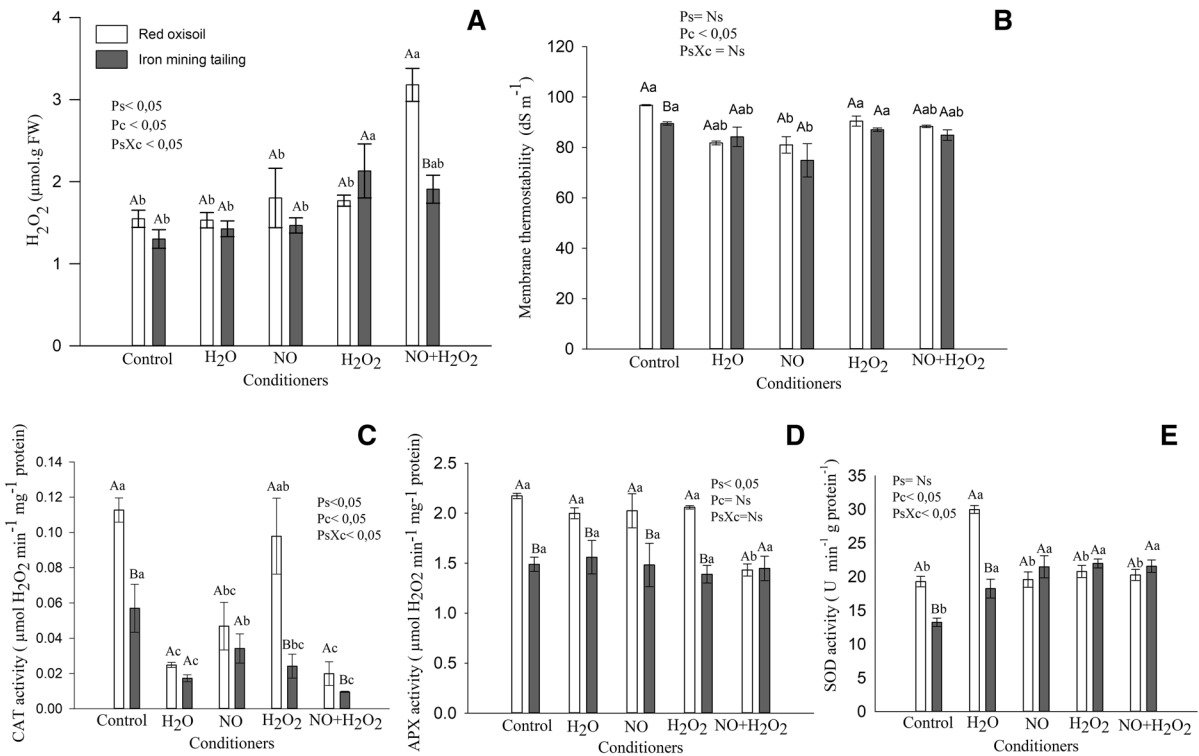 A
4
3
2
1
0
H₂O₂ (µmol.g FW)
Red oxisoil
Iron mining tailing
Ps< 0,05
Pc < 0,05
PsXc < 0,05
Ab Ab Ab Ab Ab Ab Ab Aa Aa Bab
Control H₂O NO H₂O₂ NO+H₂O₂
Conditioners
B
Ps= Ns
Pc < 0,05
PsXc = Ns
120
100
80
60
40
20
0
Membrane thermostability (dS m⁻¹)
Aa Ba Aab Aab Ab Ab Aa Aa Aab Aab
Control H₂O NO H₂O₂ NO+H₂O₂
Conditioners
C
0.14
0.12
0.10
0.08
0.06
0.04
0.02
0.00
CAT activity ( µmol H₂O₂ min⁻¹ mg⁻¹ protein)
Ps<0,05
Pc< 0,05
PsXc< 0,05
Aa Ba Ac Ac Abc Ab Aab Bbc Ac Bc
Control H₂O NO H₂O₂ NO+H₂O₂
Conditioners
D
2.5
2.0
1.5
1.0
0.5
0.0
APX activity ( µmol H₂O2 min⁻¹ mg⁻¹ protein)
Ps< 0,05
Pc= Ns
PsXc=Ns
Aa Ba Aa Ba Aa Ba Aa Ba Ab Aa
Control H₂O NO H₂O₂ NO+H₂O₂
Conditioners
E
Ps= Ns
Pc< 0,05
PsXc< 0,05
35
30
25
20
15
10
5
0
SOD activity ( U min⁻¹ g protein⁻¹)
Ab Bb Aa Ba Ab Aa Ab Aa Ab Aa
Control H₂O NO H₂O₂ NO+H₂O₂
Conditioners